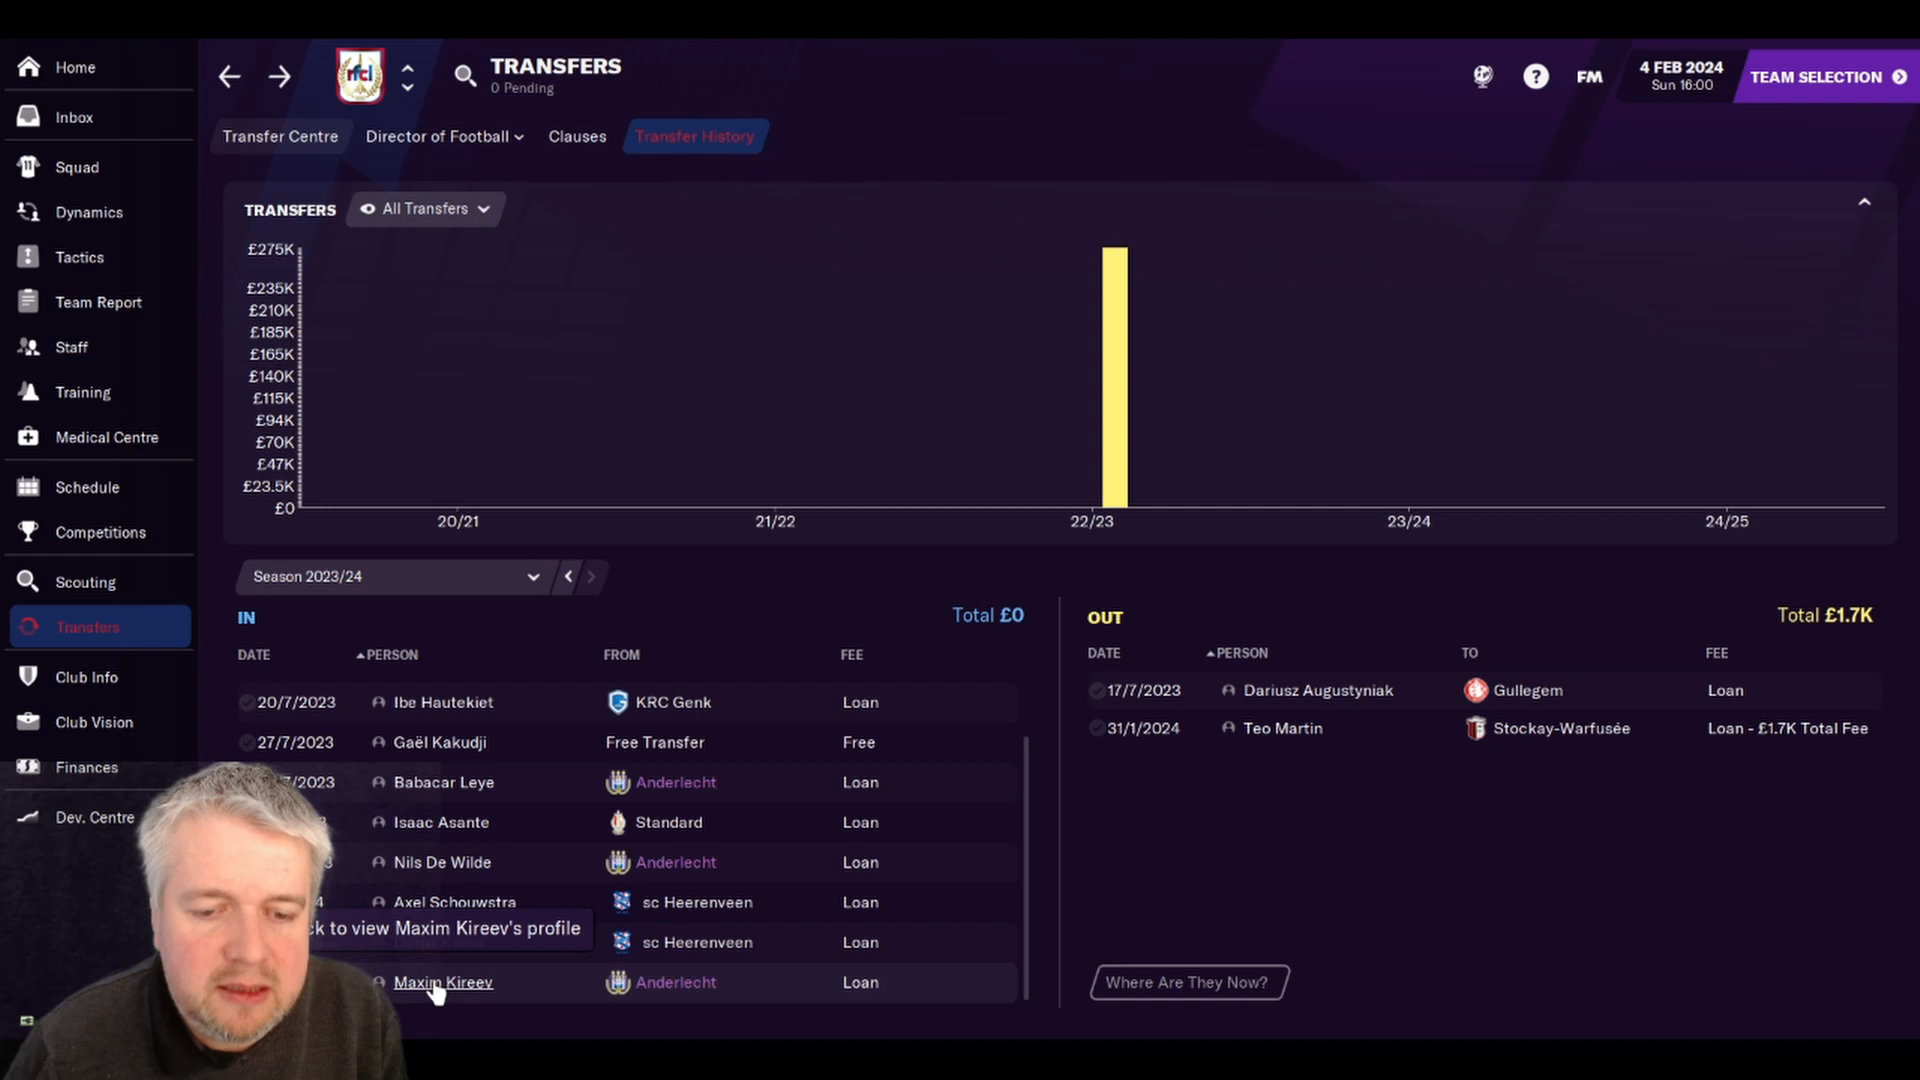 Home
Inbox
Squad
Dynamics
Tactics
Team Report
Staff
Training
Medical Centre
Schedule
Competitions
Scouting
Transfers
Club Info
Club Vision
Finances
Dev. Centre
rfcl
TRANSFERS
0 Pending
?
FM
4 FEB 2024
Sun 16:00
TEAM SELECTION
Transfer Centre
Director of Football
Clauses
Transfer History
TRANSFERS
All Transfers
£275K
£235K
£210K
£185K
£165K
£140K
£115K
£94K
£70K
£47K
£23.5K
£0
20/21
21/22
22/23
23/24
24/25
Season 2023/24
IN
Total £0
DATE
PERSON
FROM
FEE
20/7/2023 Ibe Hautekiet KRC Genk Loan
27/7/2023 Gaël Kakudji Free Transfer Free
7/2023 Babacar Leye Anderlecht Loan
3 Isaac Asante Standard Loan
3 Nils De Wilde Anderlecht Loan
4 Axel Schouwstra sc Heerenveen Loan
ck to view Maxim Kireev's profile
sc Heerenveen Loan
Maxim Kireev Anderlecht Loan
OUT
Total £1.7K
DATE
PERSON
TO
FEE
17/7/2023 Dariusz Augustyniak Gullegem Loan
31/1/2024 Teo Martin Stockay-Warfusée Loan - £1.7K Total Fee
Where Are They Now?